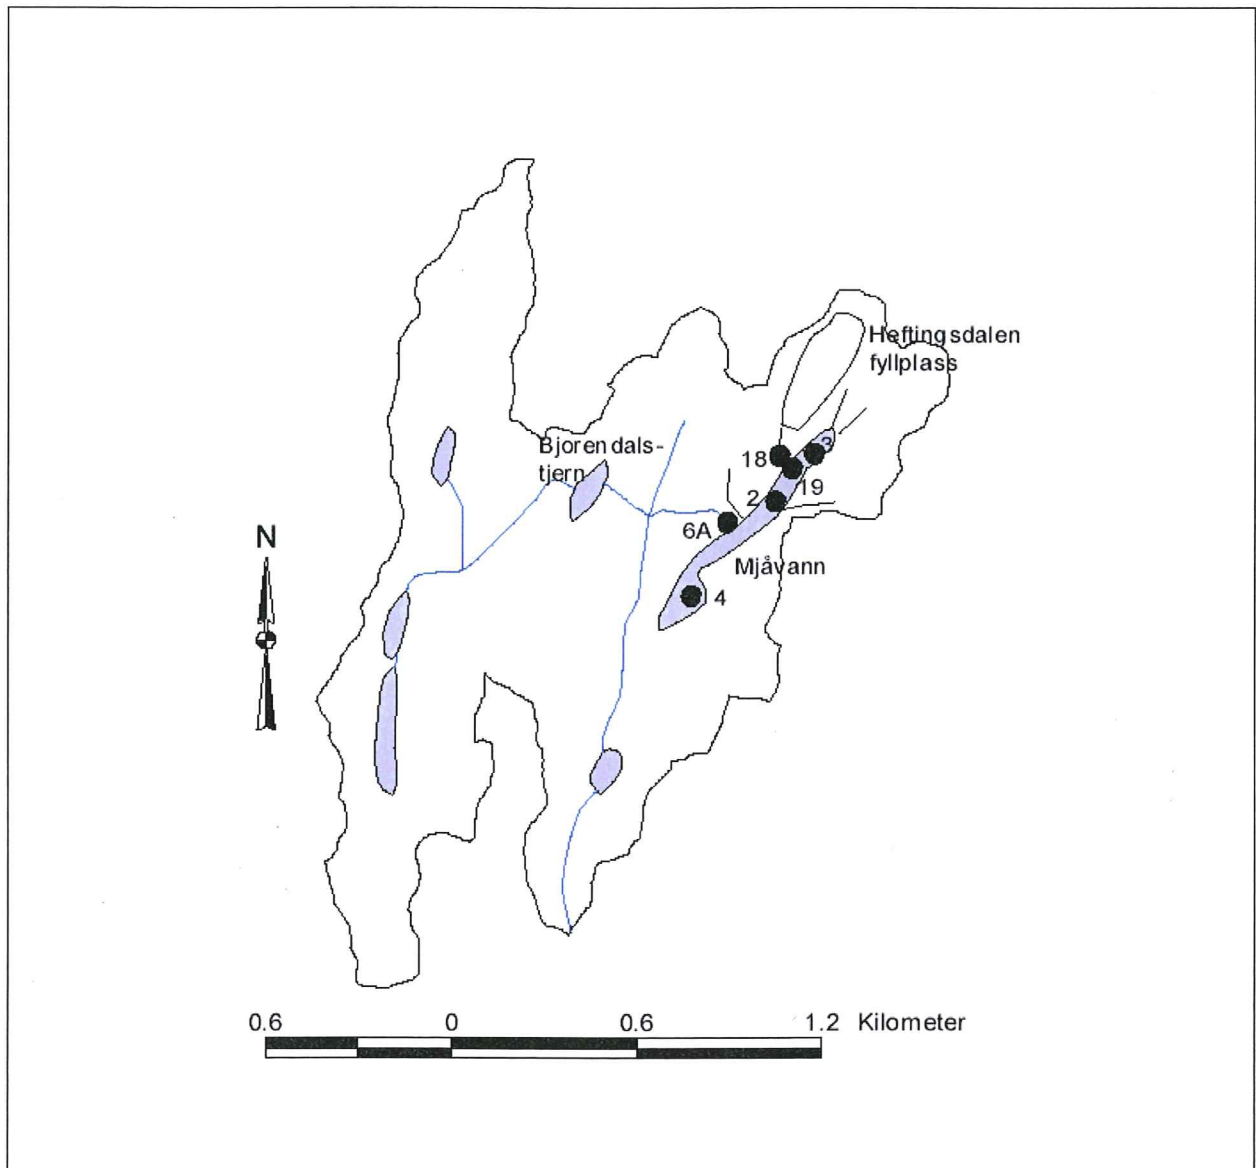 Heftingsdalen
fyllplass
Bjorendals-
tjern
3
18
19
2
6A
Mjåvann
4
N
0.6 0 0.6 1.2 Kilometer